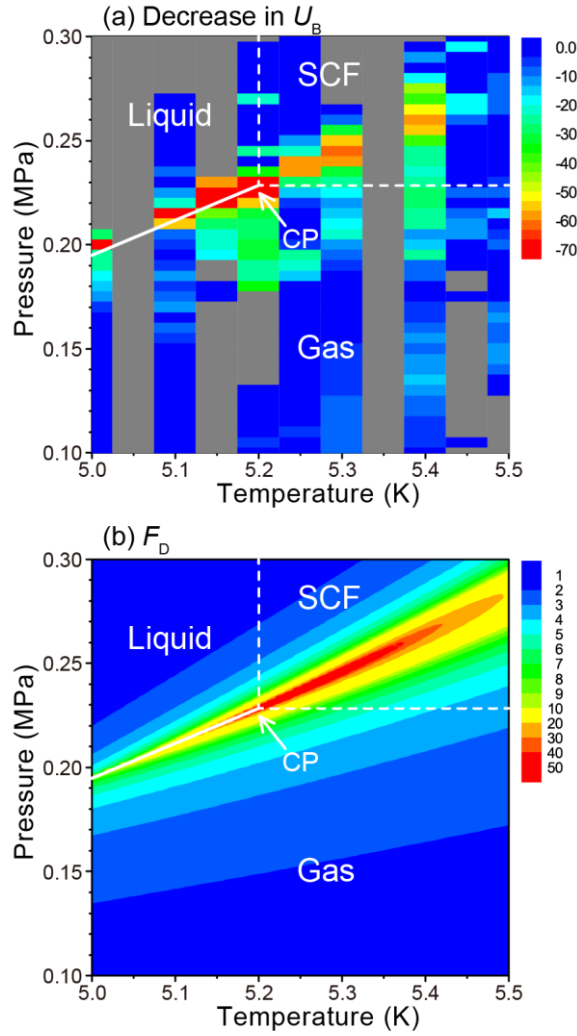 (a) Decrease in U_B
0.30
0.25
0.20
0.15
0.10
Pressure (MPa)
SCF
Liquid
CP
Gas
0.0
-10
-20
-30
-40
-50
-60
-70
5.0 5.1 5.2 5.3 5.4 5.5
Temperature (K)
(b) F_D
0.30
0.25
0.20
0.15
0.10
Pressure (MPa)
SCF
Liquid
CP
Gas
1
2
3
4
5
6
7
8
9
10
20
30
40
50
5.0 5.1 5.2 5.3 5.4 5.5
Temperature (K)